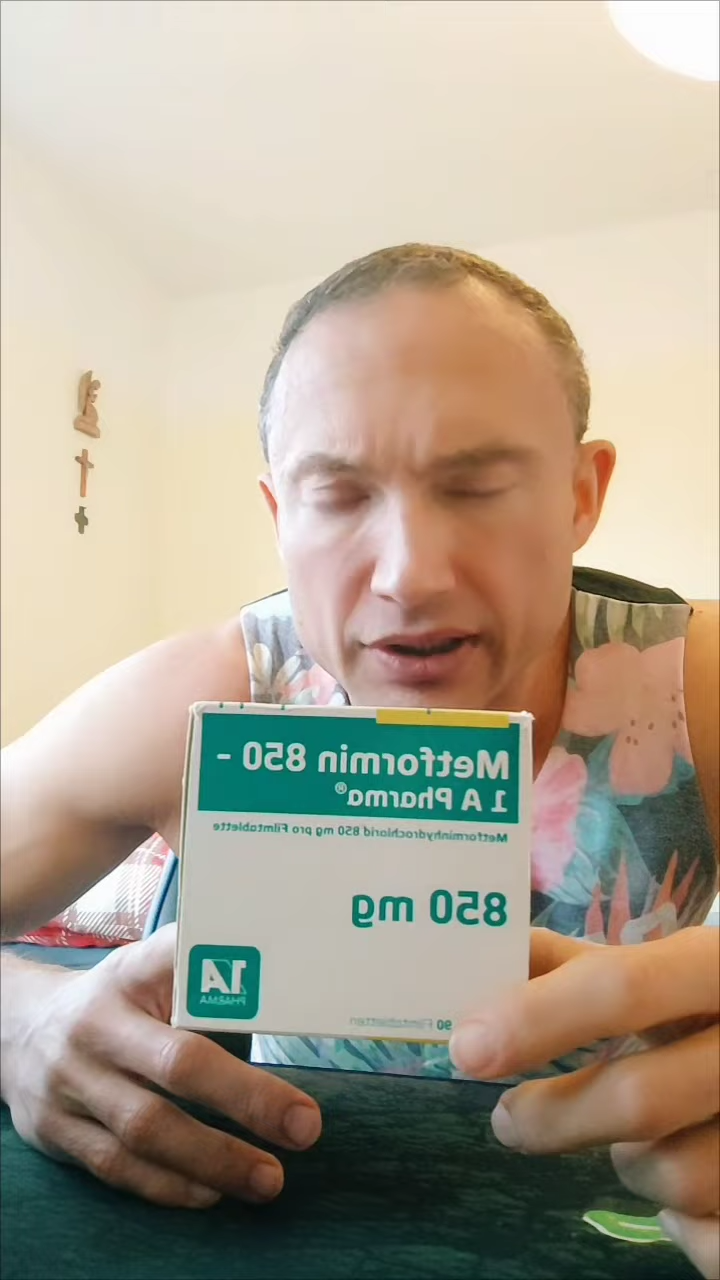 Metformin 850 -
1 A Pharma®
Metforminhydrochlorid 850 mg pro Filmtablette
850 mg
1A
PHARMA
90 Filmtabletten